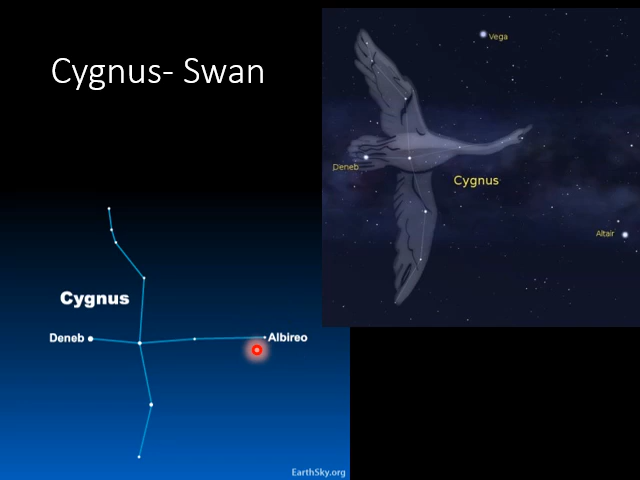 Cygnus- Swan
Vega
Deneb
Cygnus
Altair
Cygnus
Deneb
Albireo
EarthSky.org